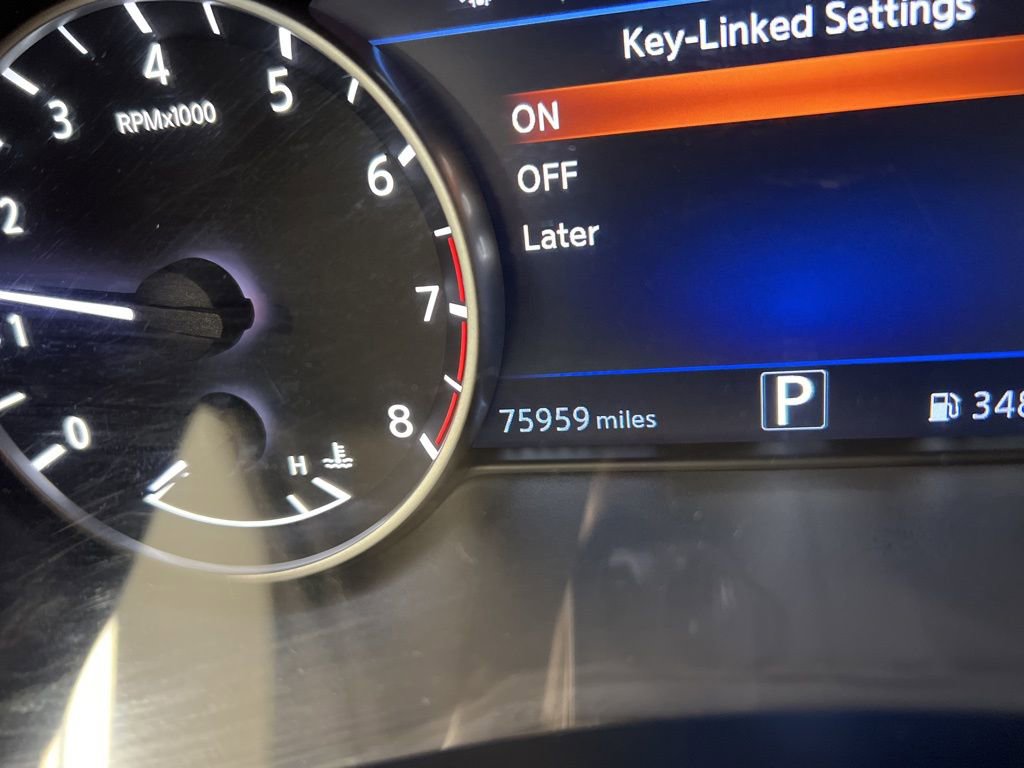 Key-Linked Settings
ON
OFF
Later
75959 miles
P
348
4
3
5
RPMx1000
6
2
7
1
8
0
H